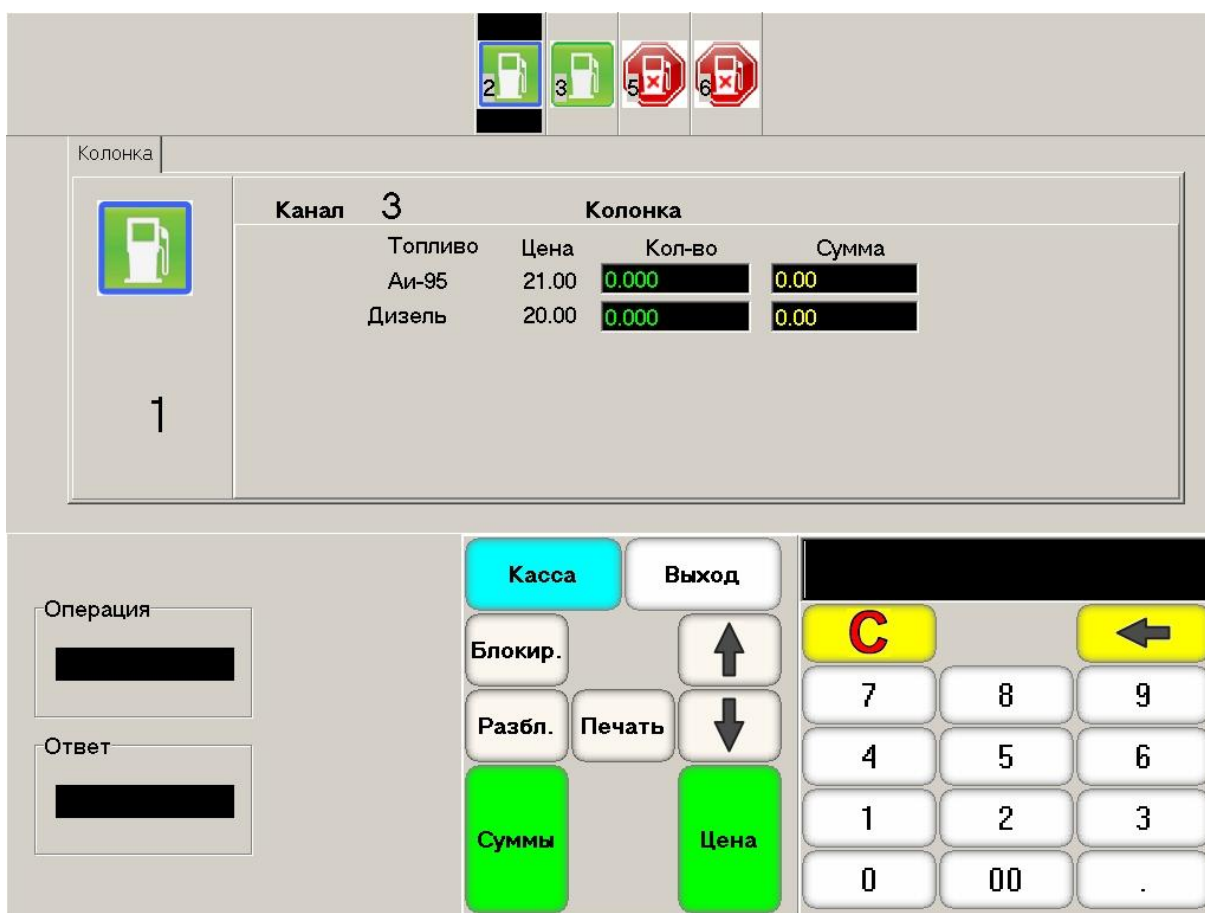 2 3 5 6
Колонка
Канал 3 Колонка
Топливо Цена Кол-во Сумма
Аи-95 21.00 0.000 0.00
Дизель 20.00 0.000 0.00
1
Операция
Ответ
Касса Выход
Блокир.
Разбл. Печать
Суммы Цена
C
7 8 9
4 5 6
1 2 3
0 00 .